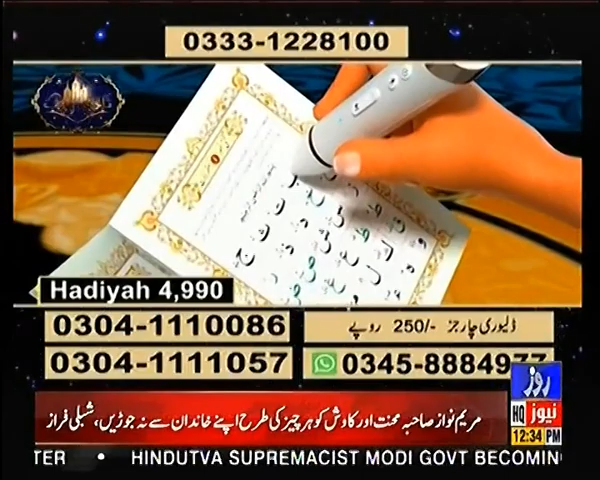 0333-1228100
Hadiyah 4,990
0304-1110086
ڈلیوری چارجز -/250 روپے
0304-1111057
0345-8884977
روز
HQ نیوز
12:34 PM
مریم نواز صاحبہ محنت اور کاوش کو ہر چیز کی طرح اپنے خاندان سے نہ جوڑیں، شبلی فراز
TER • HINDUTVA SUPREMACIST MODI GOVT BECOMIN